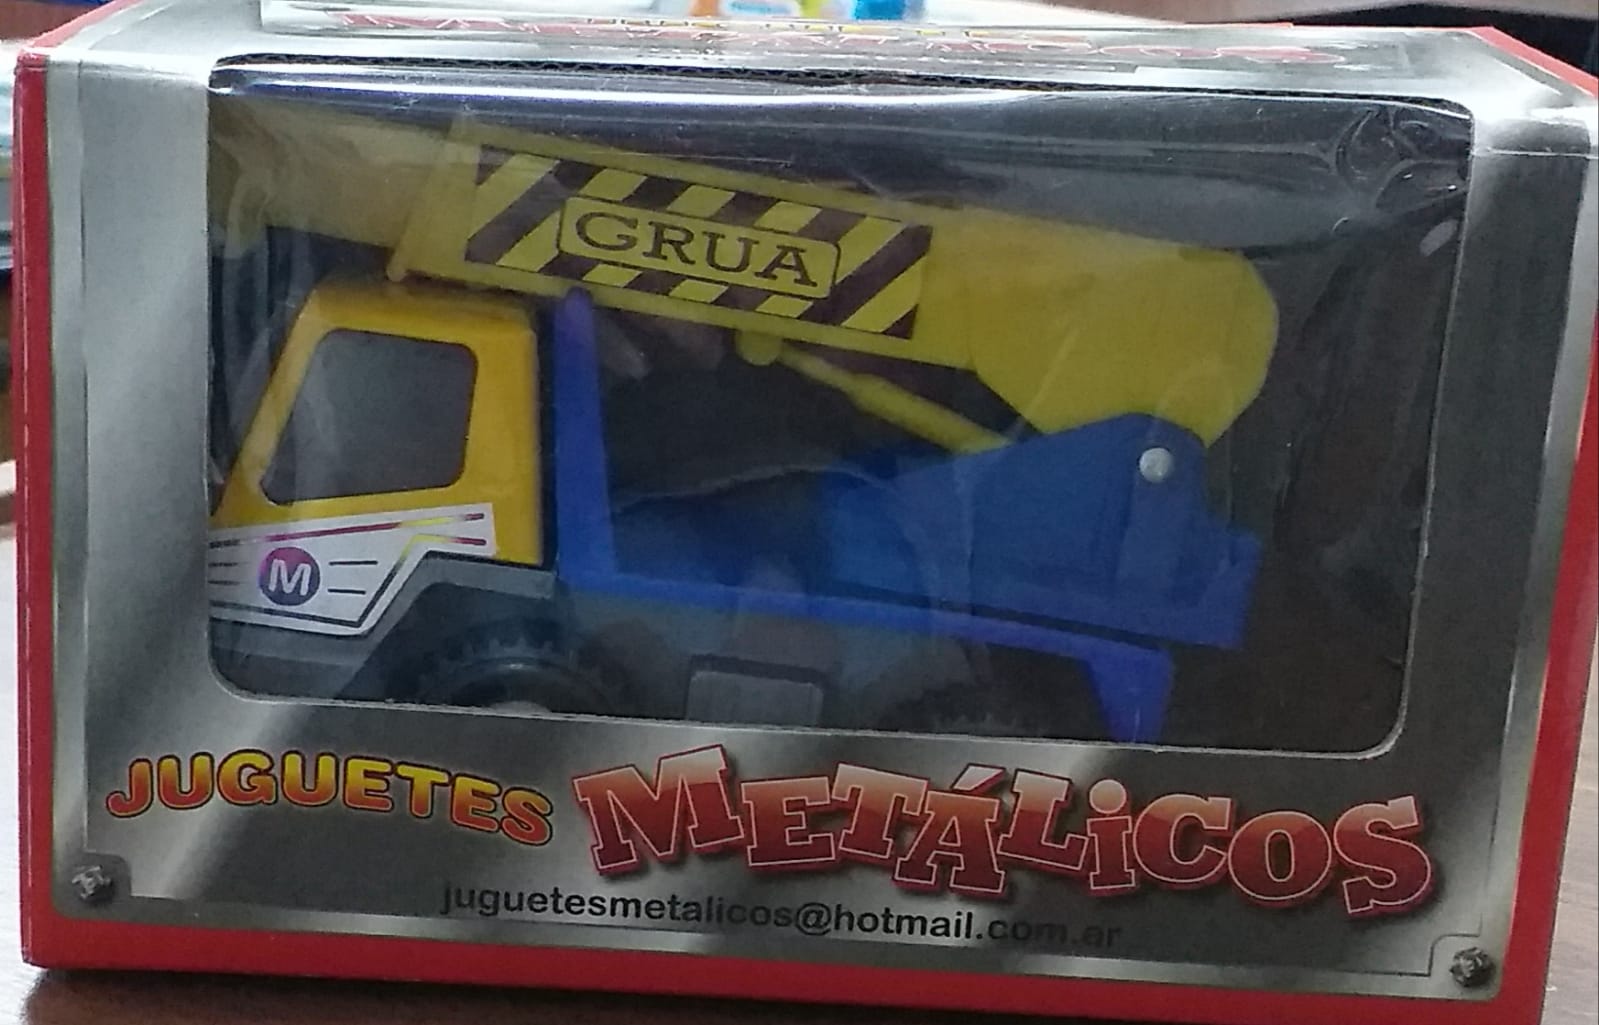 GRUA
M
JUGUETES METÁLiCOS
juguetesmetalicos@hotmail.com.ar